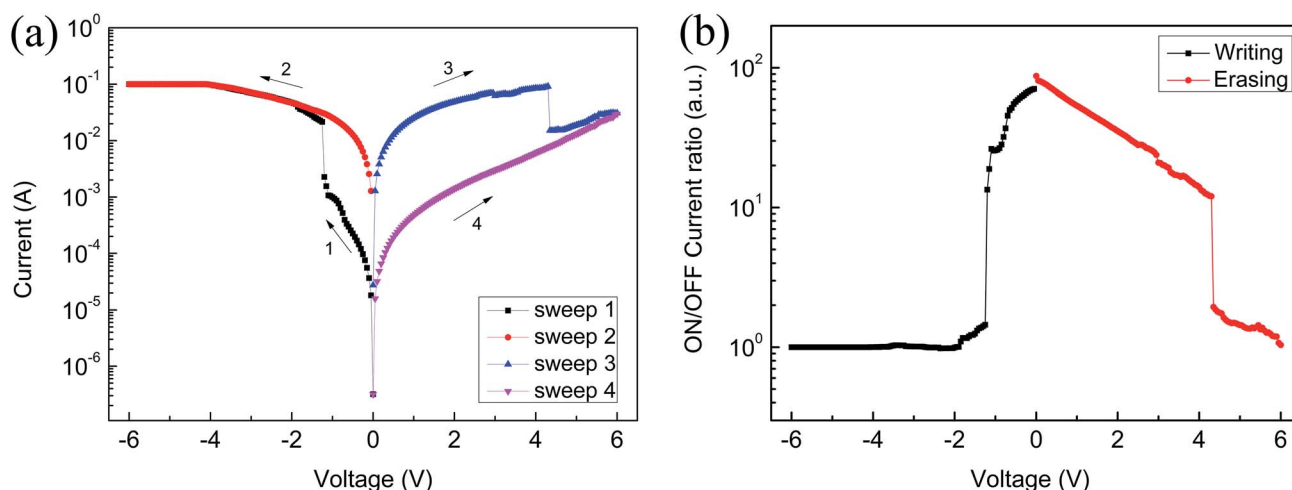 (a)
10^0
10^-1
10^-2
10^-3
10^-4
10^-5
10^-6
Current (A)
2
3
1
4
sweep 1
sweep 2
sweep 3
sweep 4
-6 -4 -2 0 2 4 6
Voltage (V)
(b)
Writing
Erasing
10^2
10^1
10^0
ON/OFF Current ratio (a.u.)
-6 -4 -2 0 2 4 6
Voltage (V)